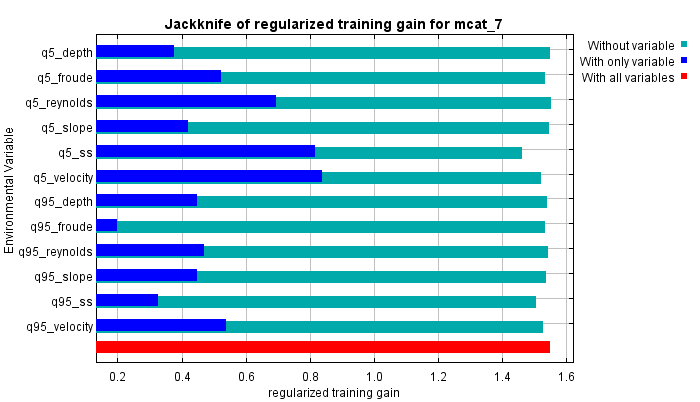 Jackknife of regularized training gain for mcat_7
Without variable
With only variable
With all variables
Environmental Variable
q5_depth
q5_froude
q5_reynolds
q5_slope
q5_ss
q5_velocity
q95_depth
q95_froude
q95_reynolds
q95_slope
q95_ss
q95_velocity
0.2 0.4 0.6 0.8 1.0 1.2 1.4 1.6
regularized training gain